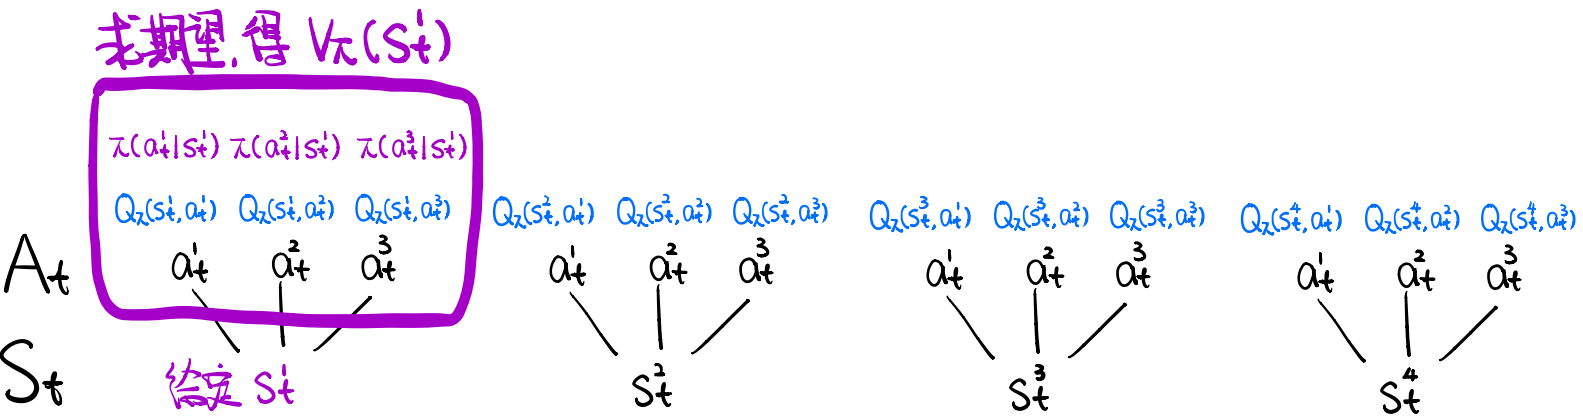 求期望,得 Vπ(s¹t)
π(a¹t|s¹t) π(a²t|s¹t) π(a³t|s¹t)
Qπ(s¹t,a¹t) Qπ(s¹t,a²t) Qπ(s¹t,a³t) Qπ(s²t,a¹t) Qπ(s²t,a²t) Qπ(s²t,a³t) Qπ(s³t,a¹t) Qπ(s³t,a²t) Qπ(s³t,a³t) Qπ(s⁴t,a¹t) Qπ(s⁴t,a²t) Qπ(s⁴t,a³t)
At a¹t a²t a³t a¹t a²t a³t a¹t a²t a³t a¹t a²t a³t
St 给定 s¹t s²t s³t s⁴t